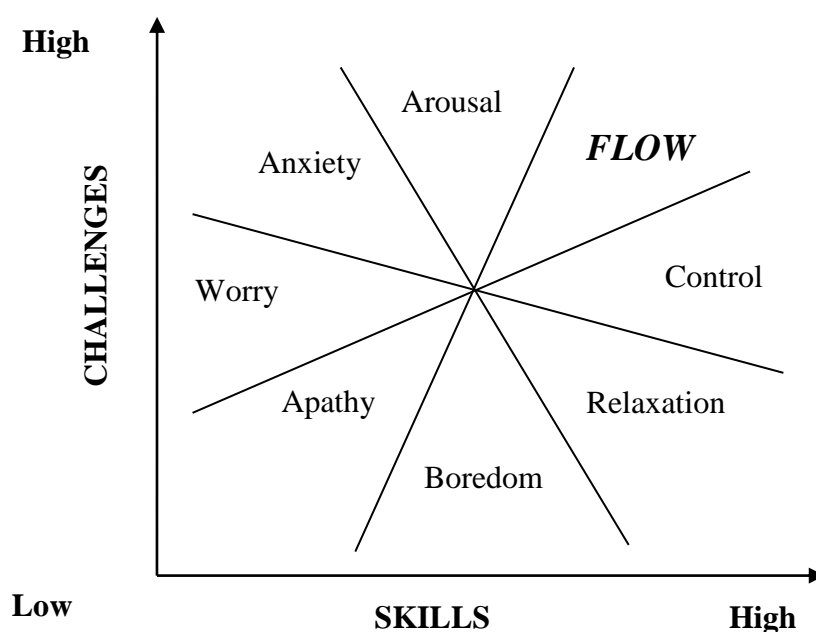 High
Arousal
FLOW
Anxiety
CHALLENGES
Worry
Control
Apathy
Relaxation
Boredom
Low
SKILLS
High